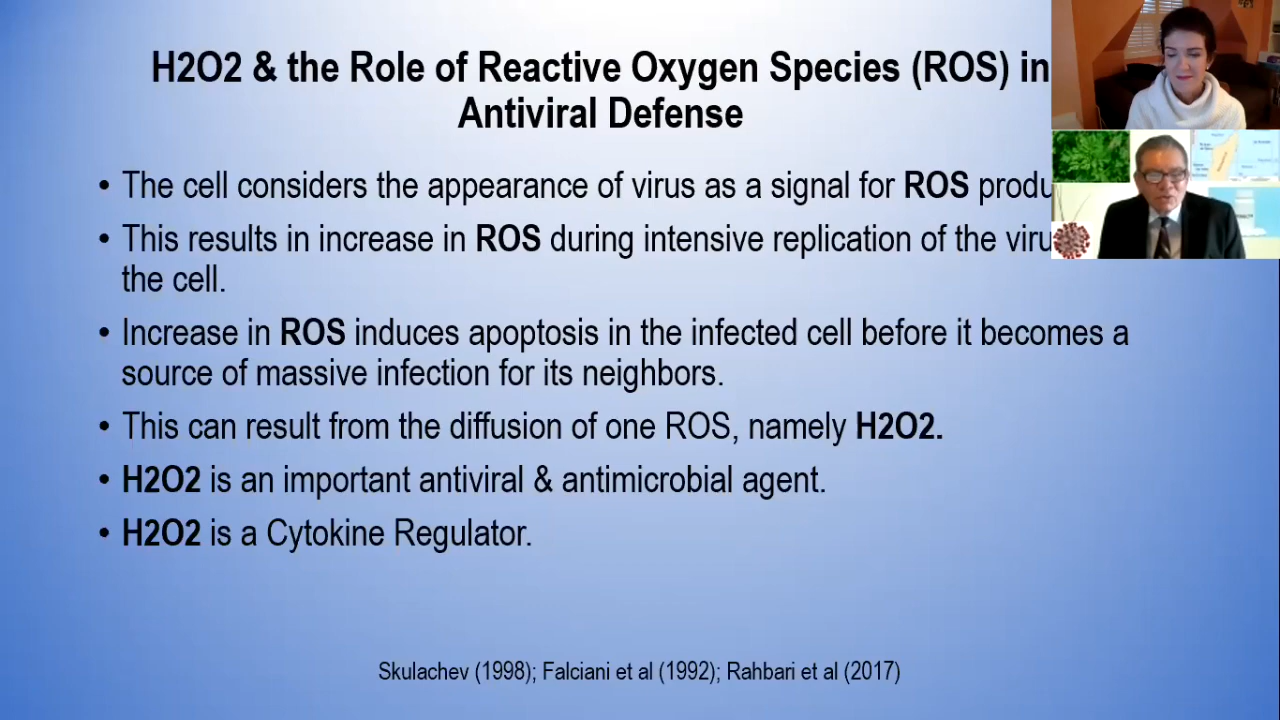 H2O2 & the Role of Reactive Oxygen Species (ROS) in
Antiviral Defense
• The cell considers the appearance of virus as a signal for ROS
• This results in increase in ROS during intensive replication of the
the cell.
• Increase in ROS induces apoptosis in the infected cell before it becomes a
source of massive infection for its neighbors.
• This can result from the diffusion of one ROS, namely H2O2.
• H2O2 is an important antiviral & antimicrobial agent.
• H2O2 is a Cytokine Regulator.
Skulachev (1998); Falciani et al (1992); Rahbari et al (2017)